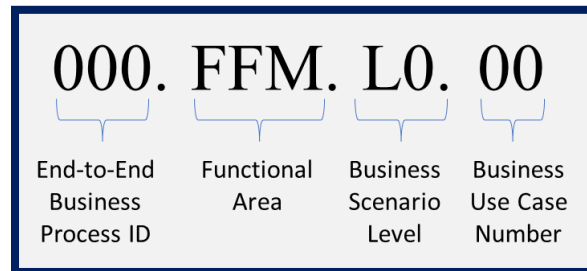 000. FFM. L0. 00
End-to-End Business Process ID
Functional Area
Business Scenario Level
Business Use Case Number